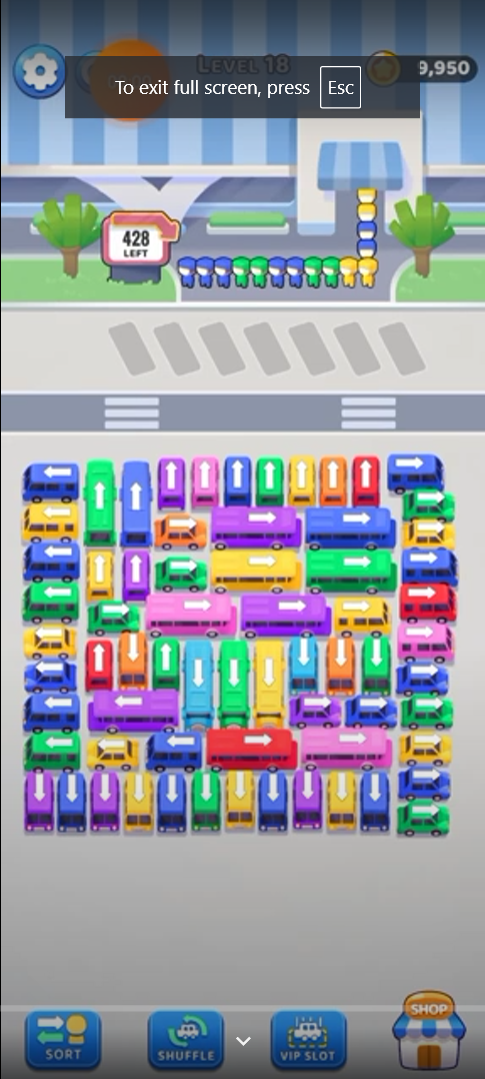 LEVEL 18
9,950
To exit full screen, press Esc
428
LEFT
SORT
SHUFFLE
VIP SLOT
SHOP